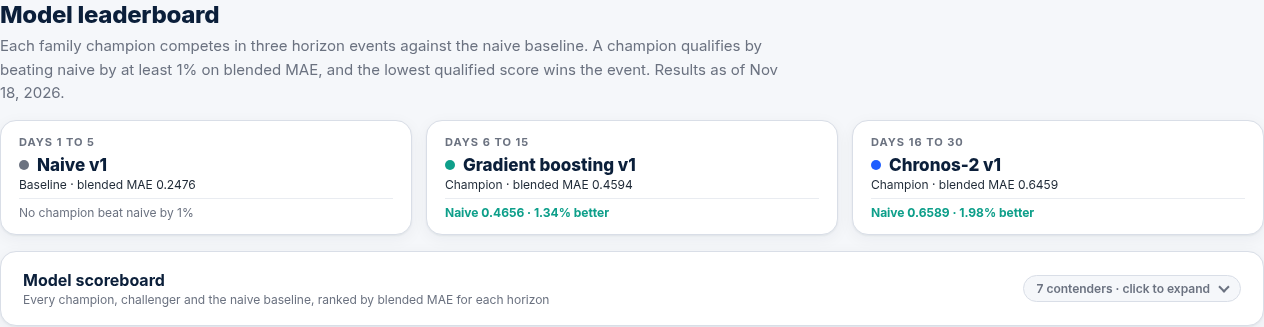 Model leaderboard
Each family champion competes in three horizon events against the naive baseline. A champion qualifies by
beating naive by at least 1% on blended MAE, and the lowest qualified score wins the event. Results as of Nov
18, 2026.
DAYS 1 TO 5
Naive v1
Baseline · blended MAE 0.2476
No champion beat naive by 1%
DAYS 6 TO 15
Gradient boosting v1
Champion · blended MAE 0.4594
Naive 0.4656 · 1.34% better
DAYS 16 TO 30
Chronos-2 v1
Champion · blended MAE 0.6459
Naive 0.6589 · 1.98% better
Model scoreboard
Every champion, challenger and the naive baseline, ranked by blended MAE for each horizon
7 contenders · click to expand